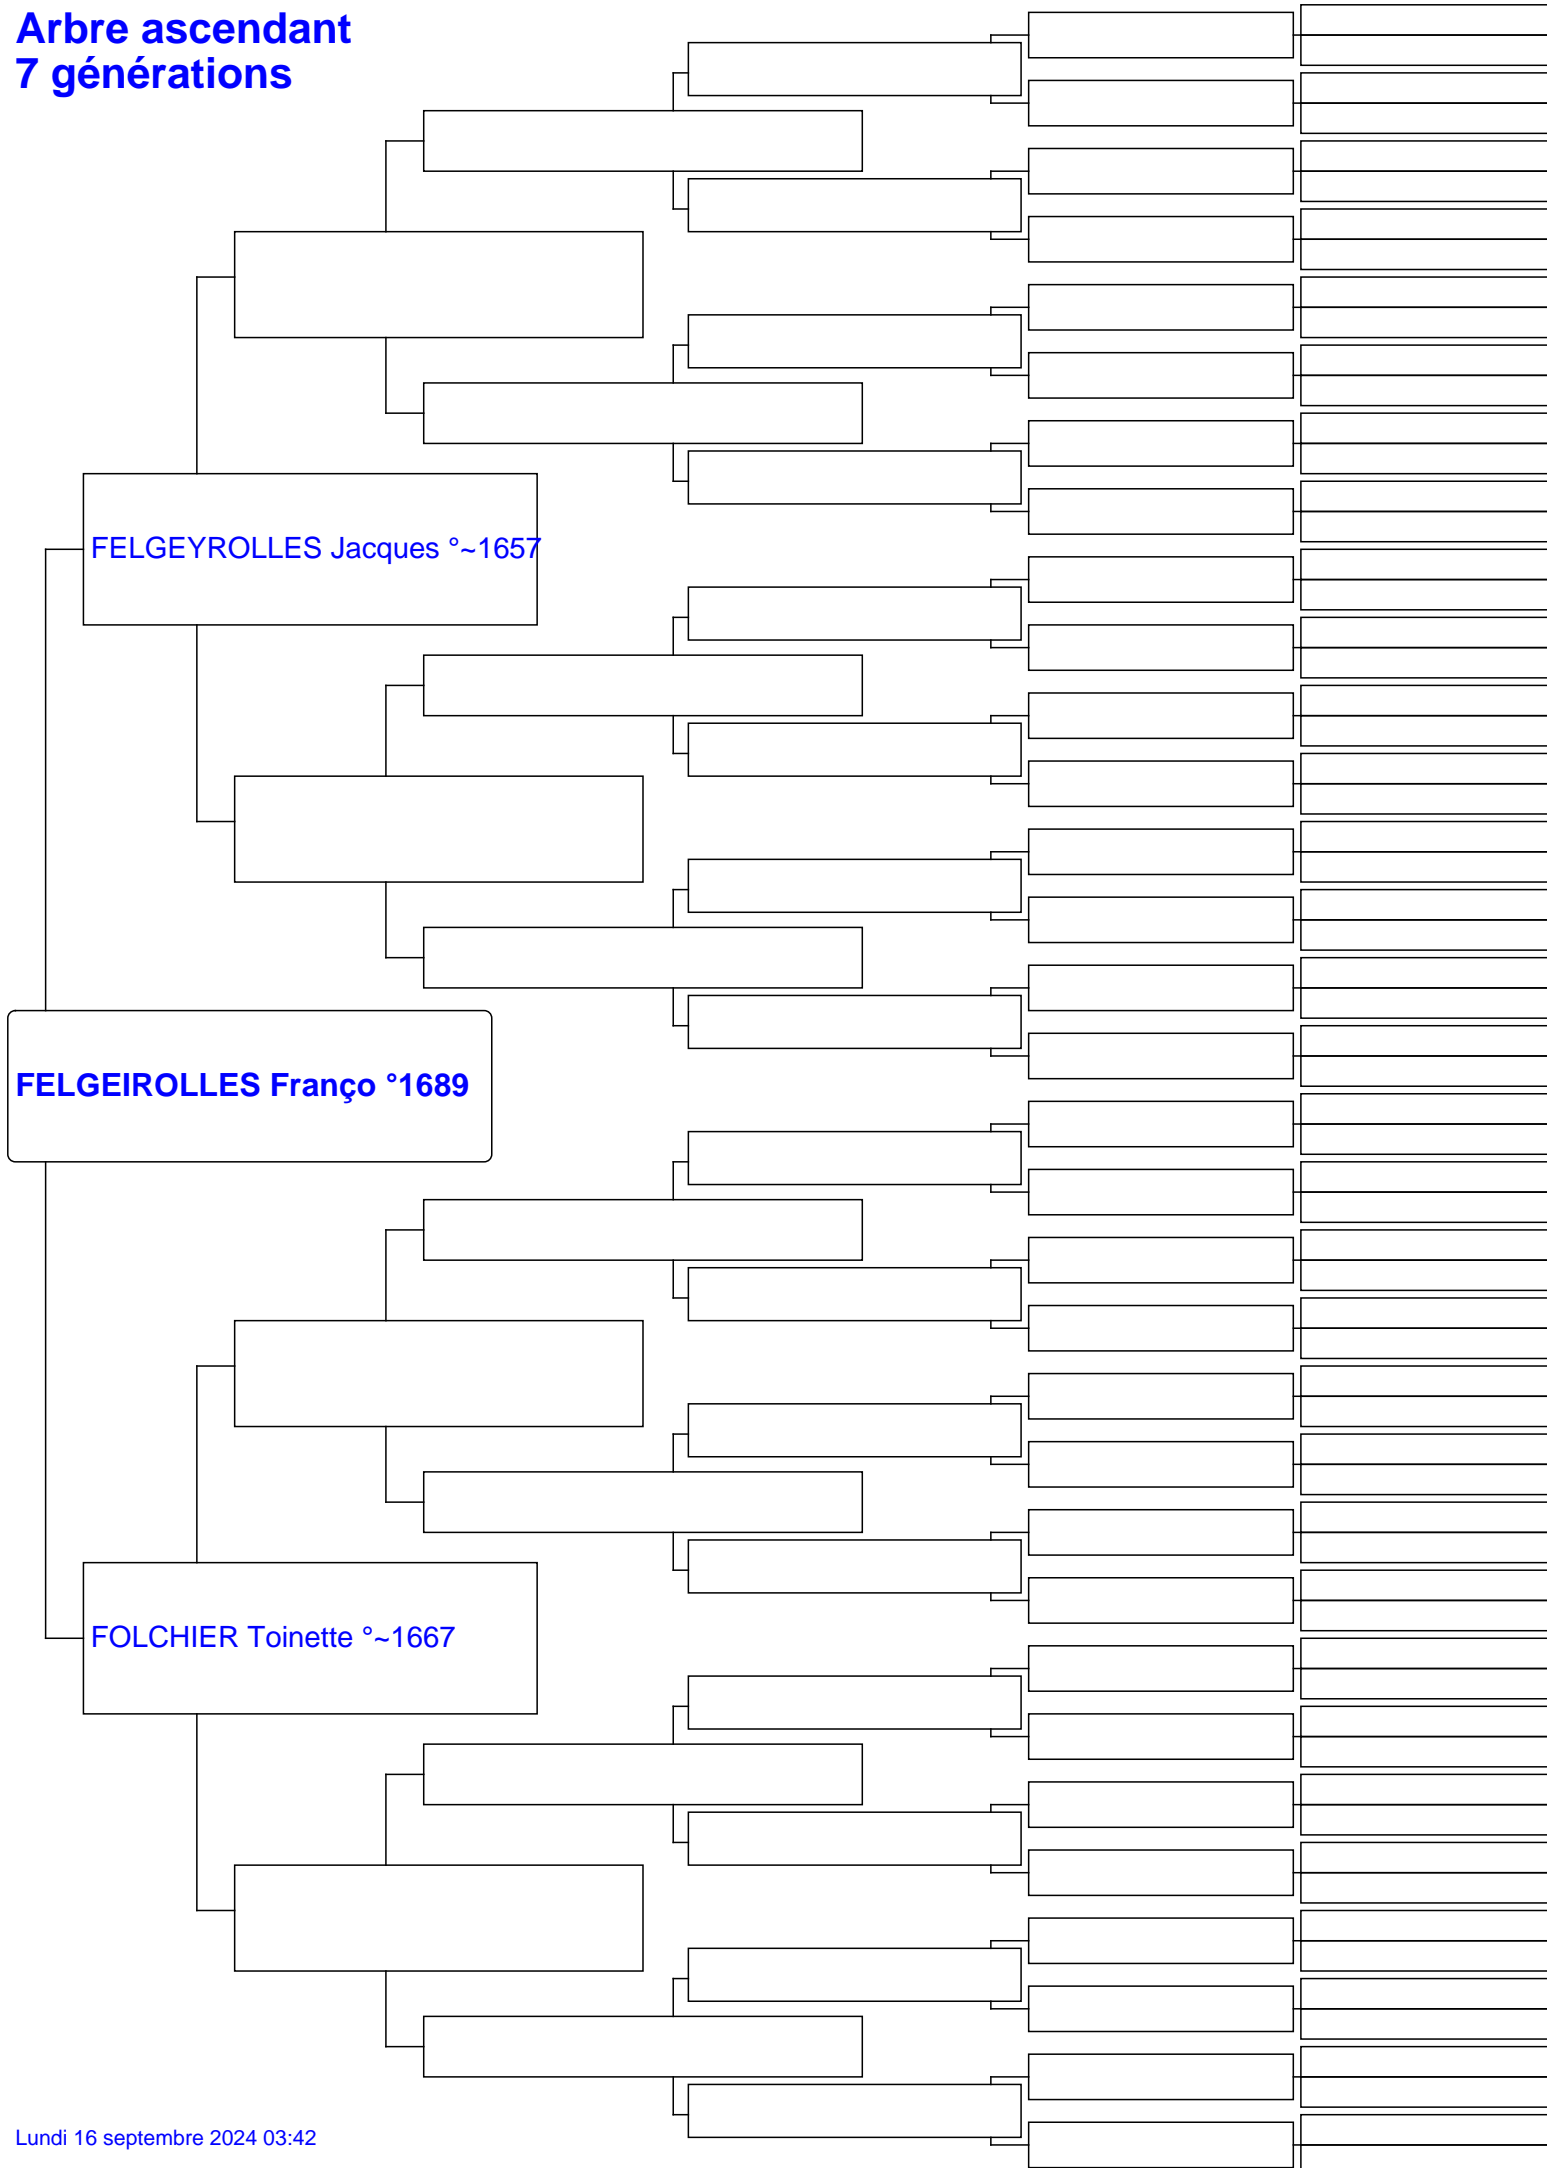 Arbre ascendant
7 générations
FELGEYROLLES Jacques °~1657
FELGEIROLLES Franço °1689
FOLCHIER Toinette °~1667
Lundi 16 septembre 2024 03:42